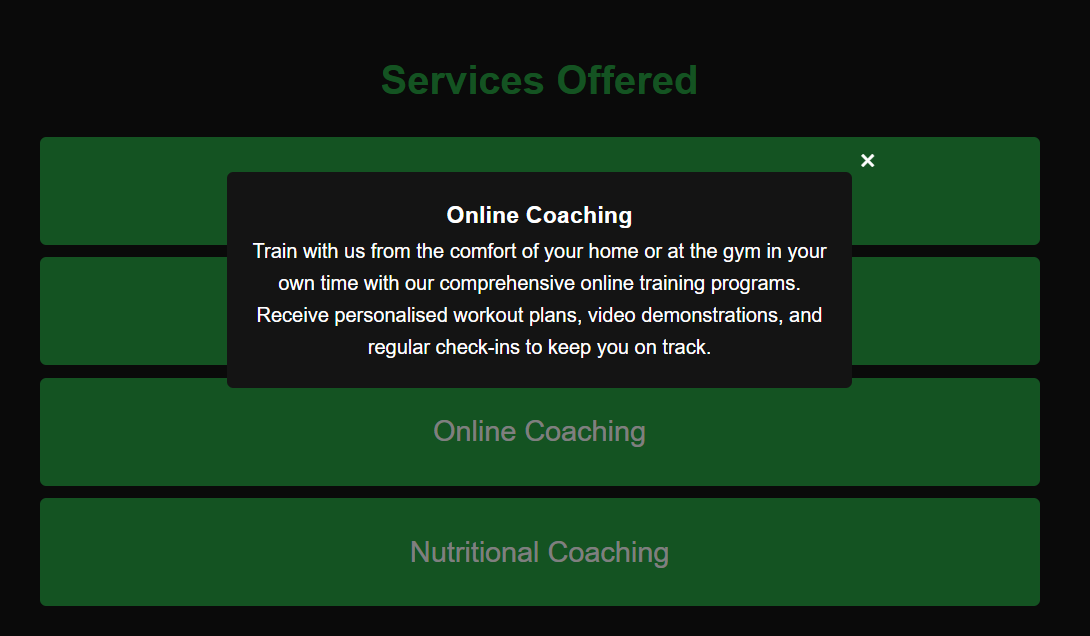 Services Offered
×
Online Coaching
Train with us from the comfort of your home or at the gym in your
own time with our comprehensive online training programs.
Receive personalised workout plans, video demonstrations, and
regular check-ins to keep you on track.
Online Coaching
Nutritional Coaching